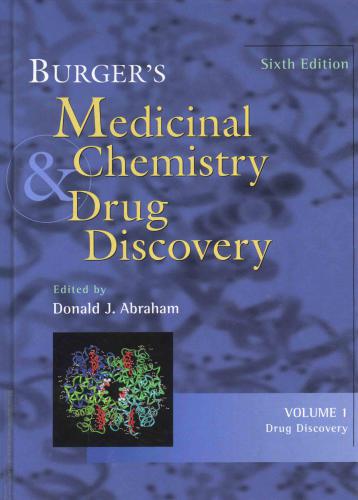 BURGER'S
Sixth Edition
Medicinal
& Chemistry
Drug
Discovery
Edited by
Donald J. Abraham
VOLUME 1
Drug Discovery